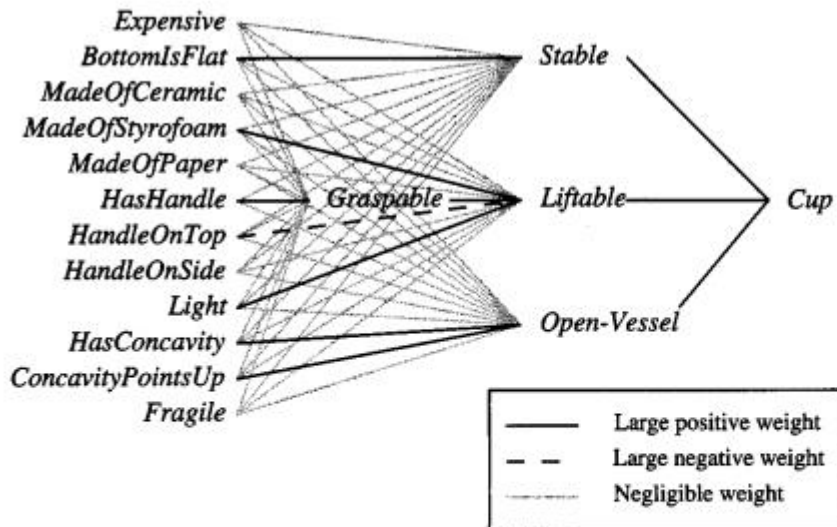 Expensive
BottomIsFlat
MadeOfCeramic
MadeOfStyrofoam
MadeOfPaper
HasHandle
HandleOnTop
HandleOnSide
Light
HasConcavity
ConcavityPointsUp
Fragile
Graspable
Stable
Liftable
Open-Vessel
Cup
Large positive weight
Large negative weight
Negligible weight